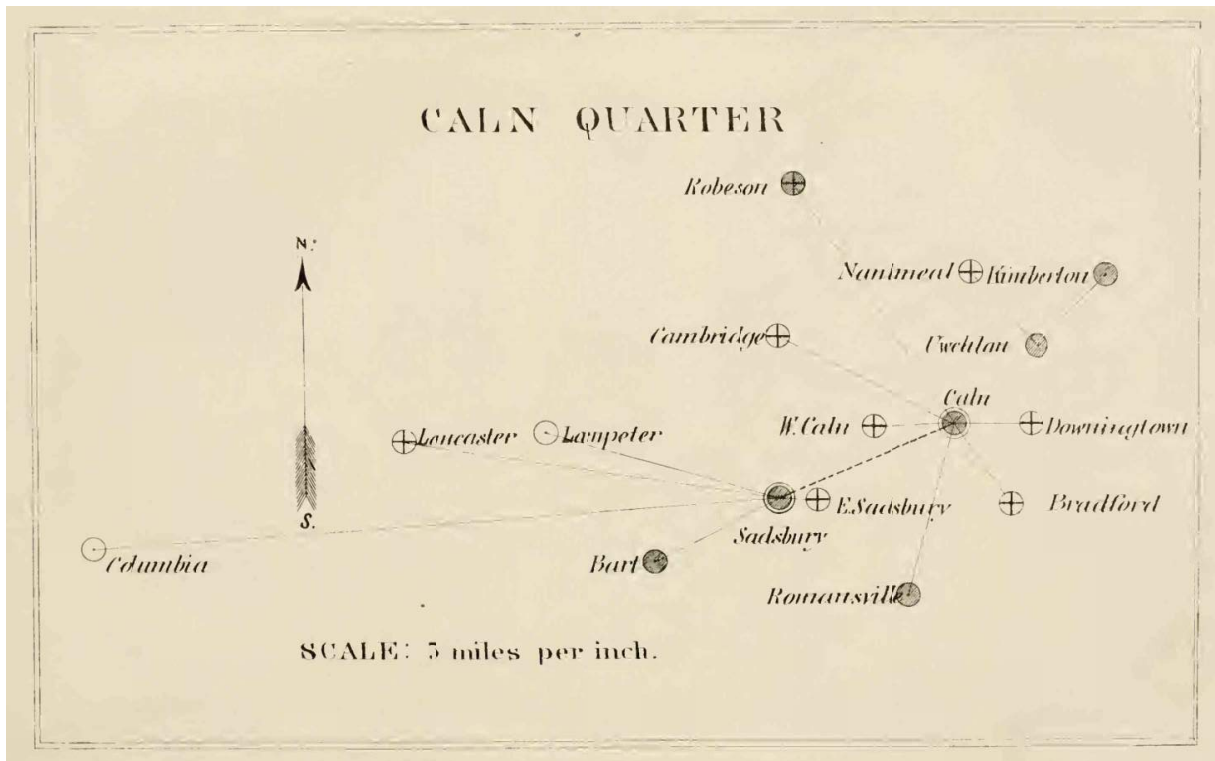 CALN QUARTER
Robeson
N.
Nantmeal
Kimberton
Cambridge
Uwchlan
Caln
Lancaster
Lampeter
W. Caln
Downingtown
S.
E. Sadsbury
Bradford
Sadsbury
Columbia
Bart
Romansville
SCALE: 5 miles per inch.